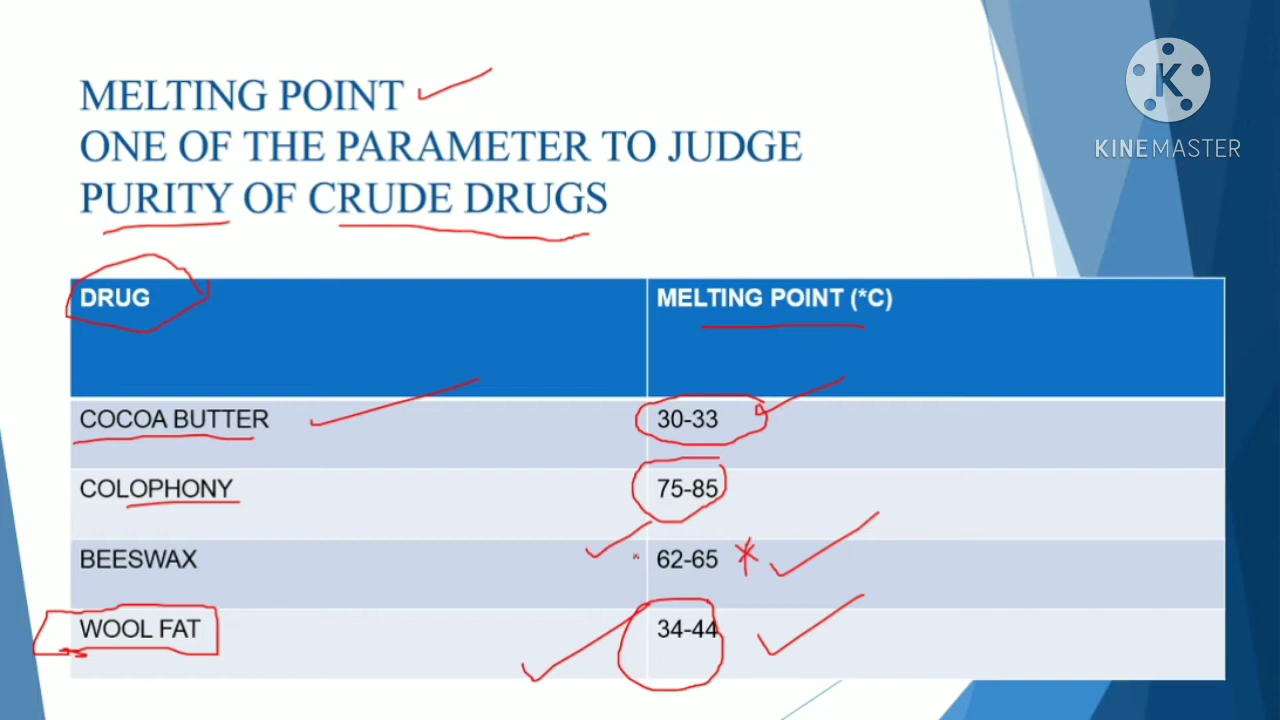 MELTING POINT
ONE OF THE PARAMETER TO JUDGE
PURITY OF CRUDE DRUGS
K
KINEMASTER
DRUG MELTING POINT (*C)
COCOA BUTTER 30-33
COLOPHONY 75-85
BEESWAX 62-65 *
WOOL FAT 34-44